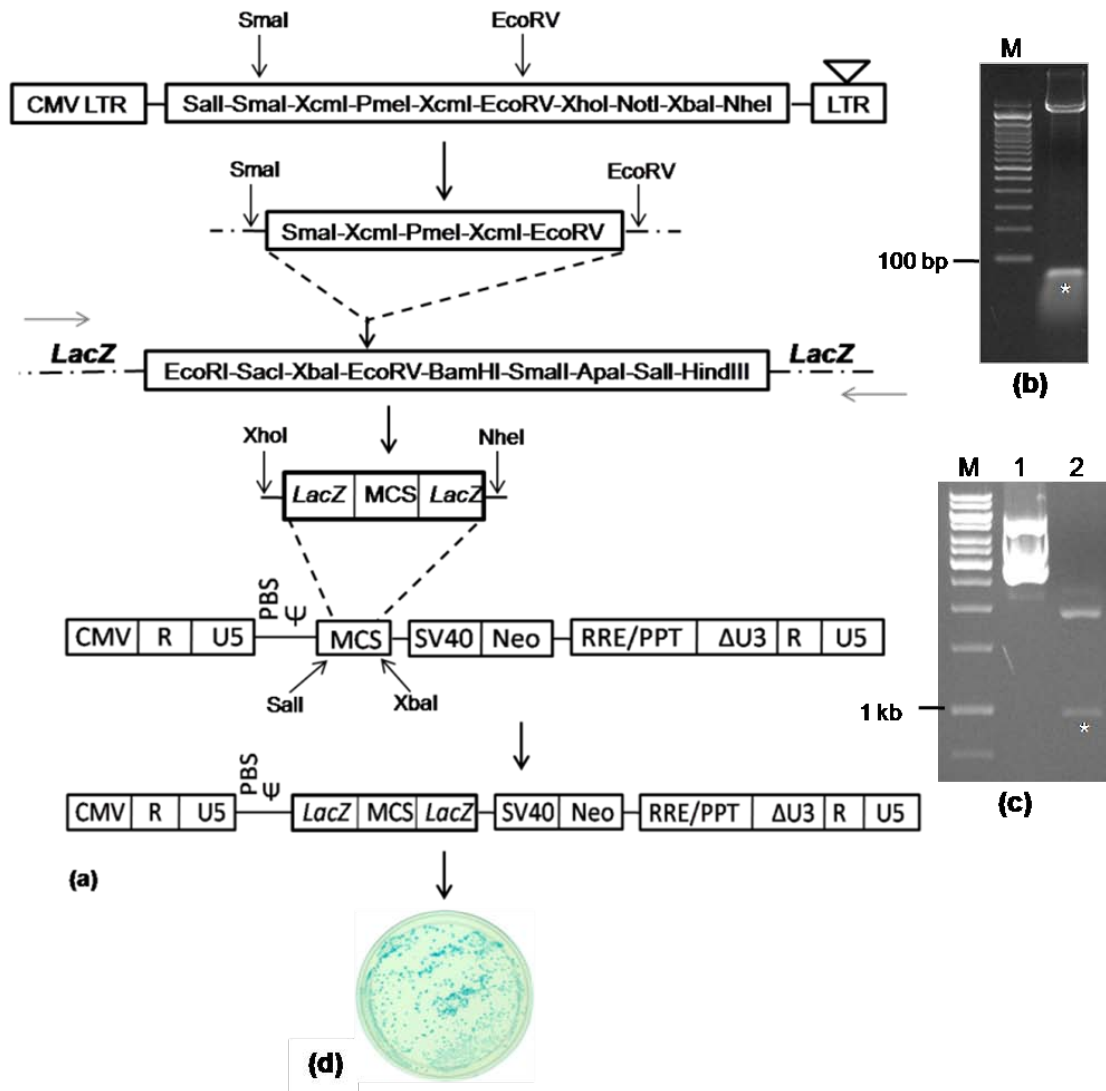 SmaI
EcoRV
CMV LTR
SalI-SmaI-XcmI-PmeI-XcmI-EcoRV-XhoI-NotI-XbaI-NheI
LTR
SmaI
EcoRV
SmaI-XcmI-PmeI-XcmI-EcoRV
LacZ
EcoRI-SacI-XbaI-EcoRV-BamHI-SmaII-ApaI-SalI-HindIII
LacZ
XhoI
NheI
LacZ MCS LacZ
PBS
Ψ
CMV R U5
MCS
SV40 Neo
RRE/PPT ΔU3 R U5
SalI
XbaI
PBS
Ψ
CMV R U5
LacZ MCS LacZ
SV40 Neo
RRE/PPT ΔU3 R U5
(a)
M
100 bp
*
(b)
M 1 2
1 kb
*
(c)
(d)